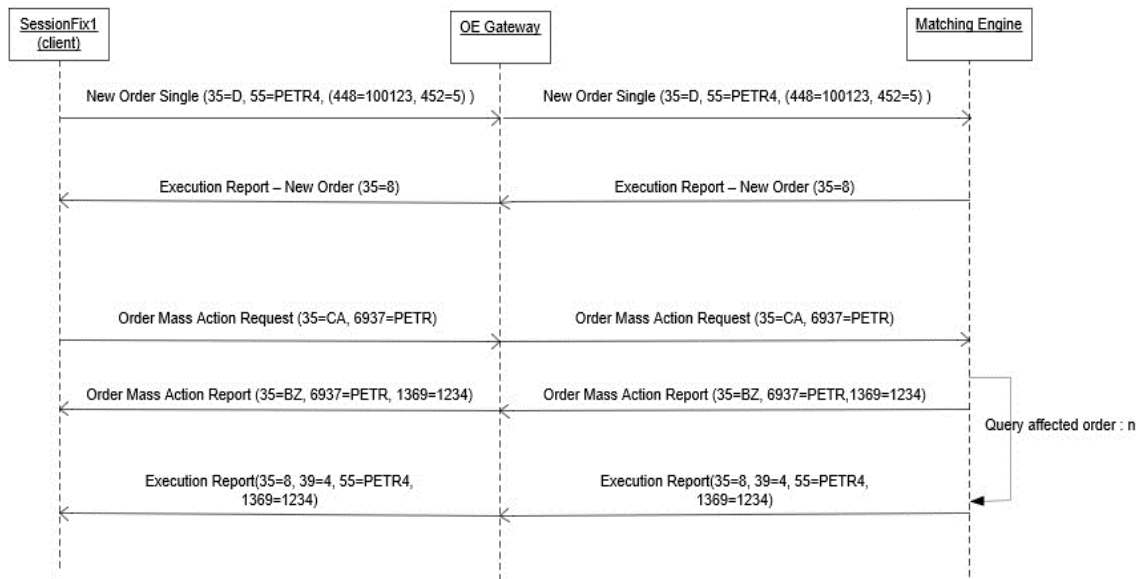 SessionFix1
(client)
OE Gateway
Matching Engine
New Order Single (35=D, 55=PETR4, (448=100123, 452=5) )
New Order Single (35=D, 55=PETR4, (448=100123, 452=5) )
Execution Report – New Order (35=8)
Execution Report – New Order (35=8)
Order Mass Action Request (35=CA, 6937=PETR)
Order Mass Action Request (35=CA, 6937=PETR)
Order Mass Action Report (35=BZ, 6937=PETR, 1369=1234)
Order Mass Action Report (35=BZ, 6937=PETR,1369=1234)
Query affected order : n
Execution Report(35=8, 39=4, 55=PETR4,
1369=1234)
Execution Report(35=8, 39=4, 55=PETR4,
1369=1234)